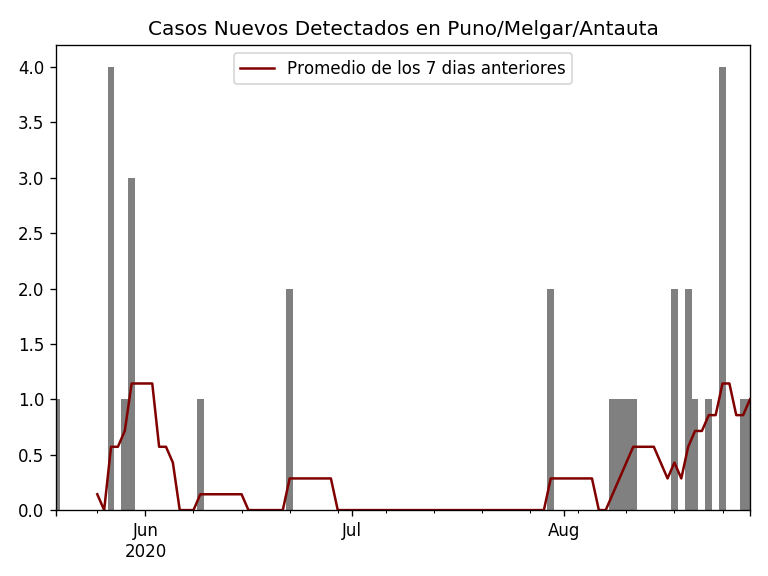 Casos Nuevos Detectados en Puno/Melgar/Antauta
Promedio de los 7 dias anteriores
4.0
3.5
3.0
2.5
2.0
1.5
1.0
0.5
0.0
Jun
2020
Jul
Aug